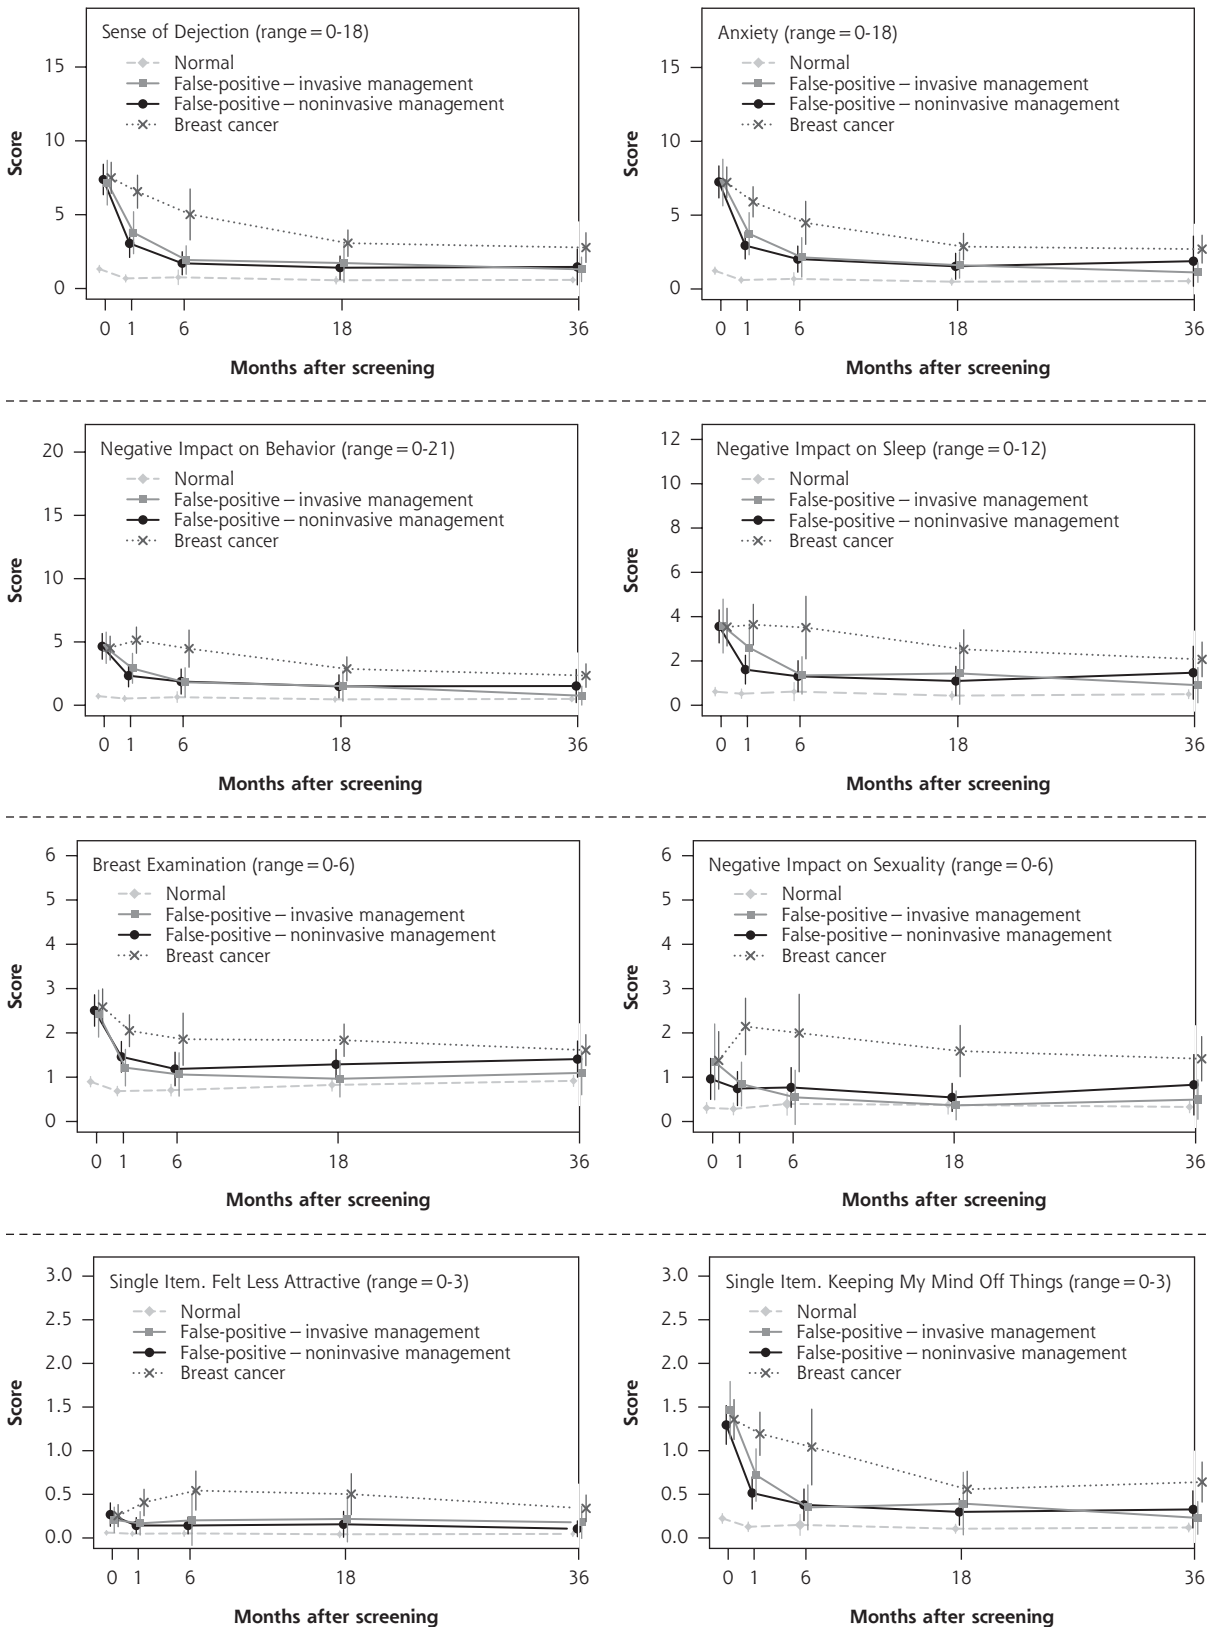 Sense of Dejection (range=0-18)
Normal
False-positive – invasive management
False-positive – noninvasive management
Breast cancer
15
10
5
0
Score
0 1 6 18 36
Months after screening
Anxiety (range=0-18)
Normal
False-positive – invasive management
False-positive – noninvasive management
Breast cancer
15
10
5
0
Score
0 1 6 18 36
Months after screening
Negative Impact on Behavior (range=0-21)
Normal
False-positive – invasive management
False-positive – noninvasive management
Breast cancer
20
15
10
5
0
Score
0 1 6 18 36
Months after screening
Negative Impact on Sleep (range=0-12)
Normal
False-positive – invasive management
False-positive – noninvasive management
Breast cancer
12
10
8
6
4
2
0
Score
0 1 6 18 36
Months after screening
Breast Examination (range=0-6)
Normal
False-positive – invasive management
False-positive – noninvasive management
Breast cancer
6
5
4
3
2
1
0
Score
0 1 6 18 36
Months after screening
Negative Impact on Sexuality (range=0-6)
Normal
False-positive – invasive management
False-positive – noninvasive management
Breast cancer
6
5
4
3
2
1
0
Score
0 1 6 18 36
Months after screening
Single Item. Felt Less Attractive (range=0-3)
Normal
False-positive – invasive management
False-positive – noninvasive management
Breast cancer
3.0
2.5
2.0
1.5
1.0
0.5
0.0
Score
0 1 6 18 36
Months after screening
Single Item. Keeping My Mind Off Things (range=0-3)
Normal
False-positive – invasive management
False-positive – noninvasive management
Breast cancer
3.0
2.5
2.0
1.5
1.0
0.5
0.0
Score
0 1 6 18 36
Months after screening